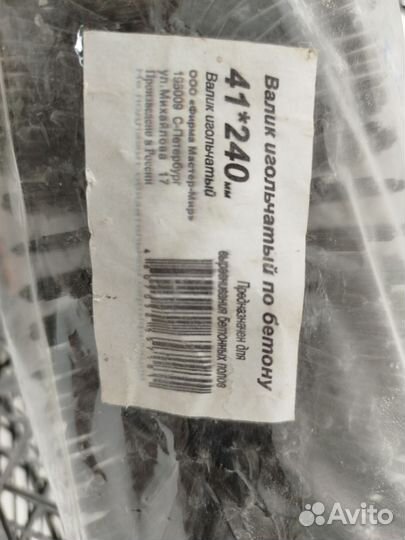 Валик игольчатый по бетону
41*240мм
Предназначен для
выравнивания бетонных полов
Валик игольчатый
ООО «Фирма Мастер-Мир»
198009 С-Петербург
ул.Михайлова 17
Произведено в России
Avito